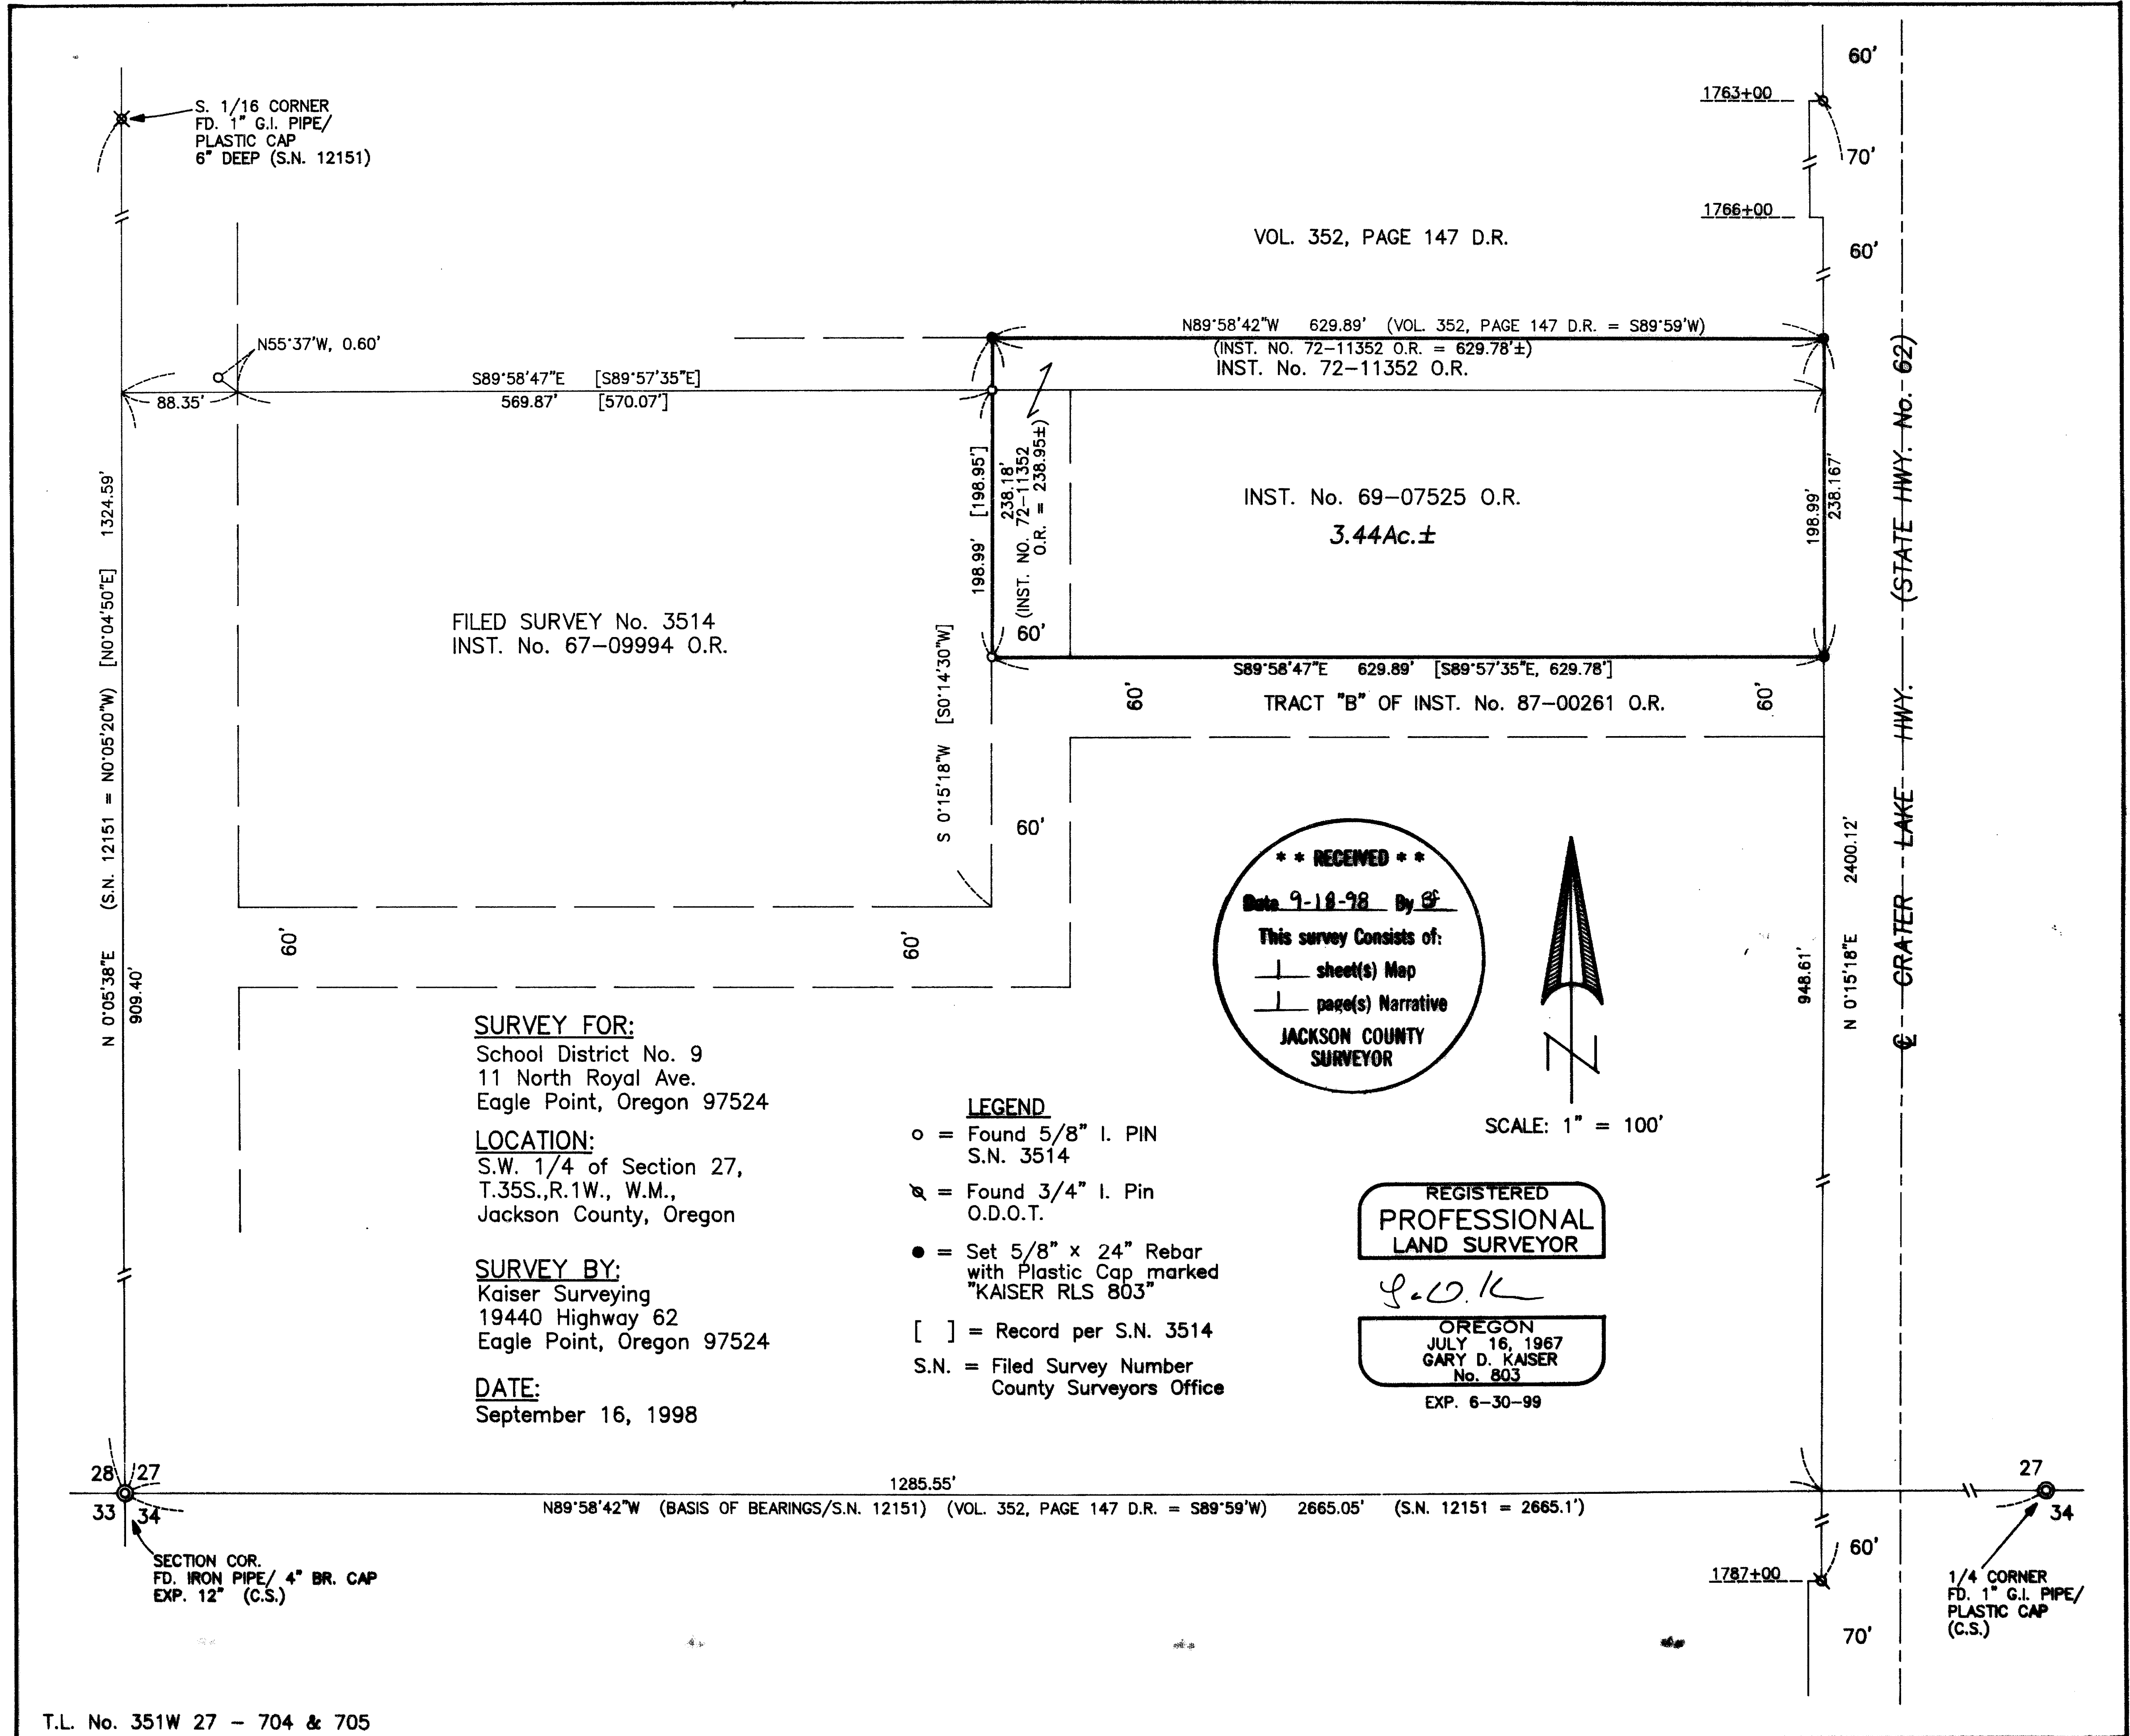 60'
1763+00
S. 1/16 CORNER
FD. 1" G.I. PIPE/
PLASTIC CAP
6" DEEP (S.N. 12151)
70'
1766+00
VOL. 352, PAGE 147 D.R.
60'
N89°58'42"W 629.89' (VOL. 352, PAGE 147 D.R. = S89°59'W)
(INST. NO. 72-11352 O.R. = 629.78'±)
INST. No. 72-11352 O.R.
N55°37'W, 0.60'
S89°58'47"E [S89°57'35"E]
88.35' 569.87' [570.07']
N 0°05'38"E (S.N. 12151 = N0°05'20"W) [N0°04'50"E] 1324.59'
909.40'
FILED SURVEY No. 3514
INST. No. 67-09994 O.R.
198.99' [198.95']
238.18'
(INST. NO. 72-11352
O.R. = 238.95±)
60'
S 0°15'18"W [S0°14'30"W]
INST. No. 69-07525 O.R.
3.44Ac.±
198.99'
238.167'
℄ CRATER LAKE HWY. (STATE HWY. No. 62)
S89°58'47"E 629.89' [S89°57'35"E, 629.78']
60' TRACT "B" OF INST. No. 87-00261 O.R. 60'
60'
60'
60'
948.61'
N 0°15'18"E 2400.12'
* * RECEIVED * *
Date 9-18-98 By
This survey Consists of:
1 sheet(s) Map
1 page(s) Narrative
JACKSON COUNTY
SURVEYOR
N
SCALE: 1" = 100'
SURVEY FOR:
School District No. 9
11 North Royal Ave.
Eagle Point, Oregon 97524
LOCATION:
S.W. 1/4 of Section 27,
T.35S.,R.1W., W.M.,
Jackson County, Oregon
SURVEY BY:
Kaiser Surveying
19440 Highway 62
Eagle Point, Oregon 97524
DATE:
September 16, 1998
LEGEND
= Found 5/8" I. PIN
S.N. 3514
= Found 3/4" I. Pin
O.D.O.T.
= Set 5/8" x 24" Rebar
with Plastic Cap marked
"KAISER RLS 803"
[ ] = Record per S.N. 3514
S.N. = Filed Survey Number
County Surveyors Office
REGISTERED
PROFESSIONAL
LAND SURVEYOR
OREGON
JULY 16, 1967
GARY D. KAISER
No. 803
EXP. 6-30-99
28 27
33 34
1285.55'
N89°58'42"W (BASIS OF BEARINGS/S.N. 12151) (VOL. 352, PAGE 147 D.R. = S89°59'W) 2665.05' (S.N. 12151 = 2665.1')
27
34
SECTION COR.
FD. IRON PIPE/ 4" BR. CAP
EXP. 12" (C.S.)
60'
1787+00
70'
1/4 CORNER
FD. 1" G.I. PIPE/
PLASTIC CAP
(C.S.)
T.L. No. 351W 27 - 704 & 705